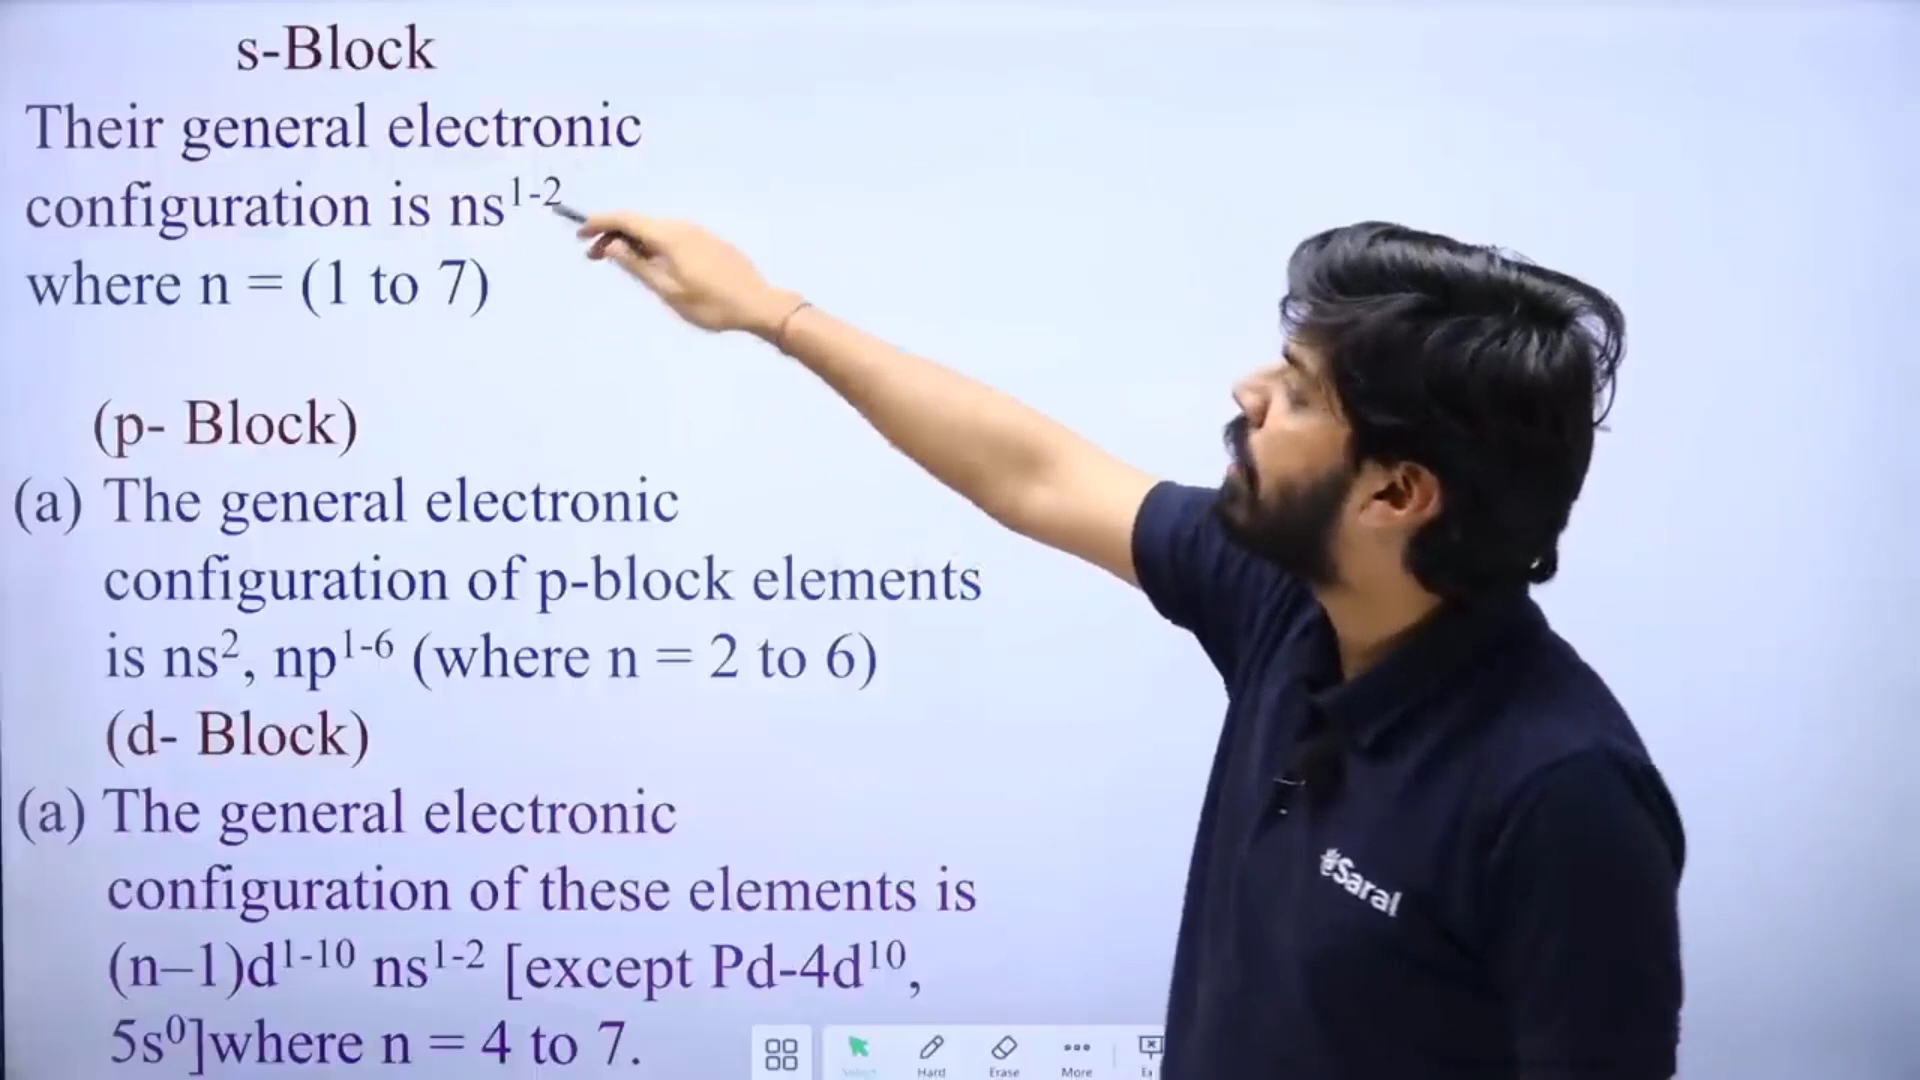 s-Block
Their general electronic
configuration is ns¹⁻²
where n = (1 to 7)
(p- Block)
(a) The general electronic
configuration of p-block elements
is ns², np¹⁻⁶ (where n = 2 to 6)
(d- Block)
(a) The general electronic
configuration of these elements is
(n–1)d¹⁻¹⁰ ns¹⁻² [except Pd-4d¹⁰,
5s⁰]where n = 4 to 7.
Select Hard Erase More
eSaral